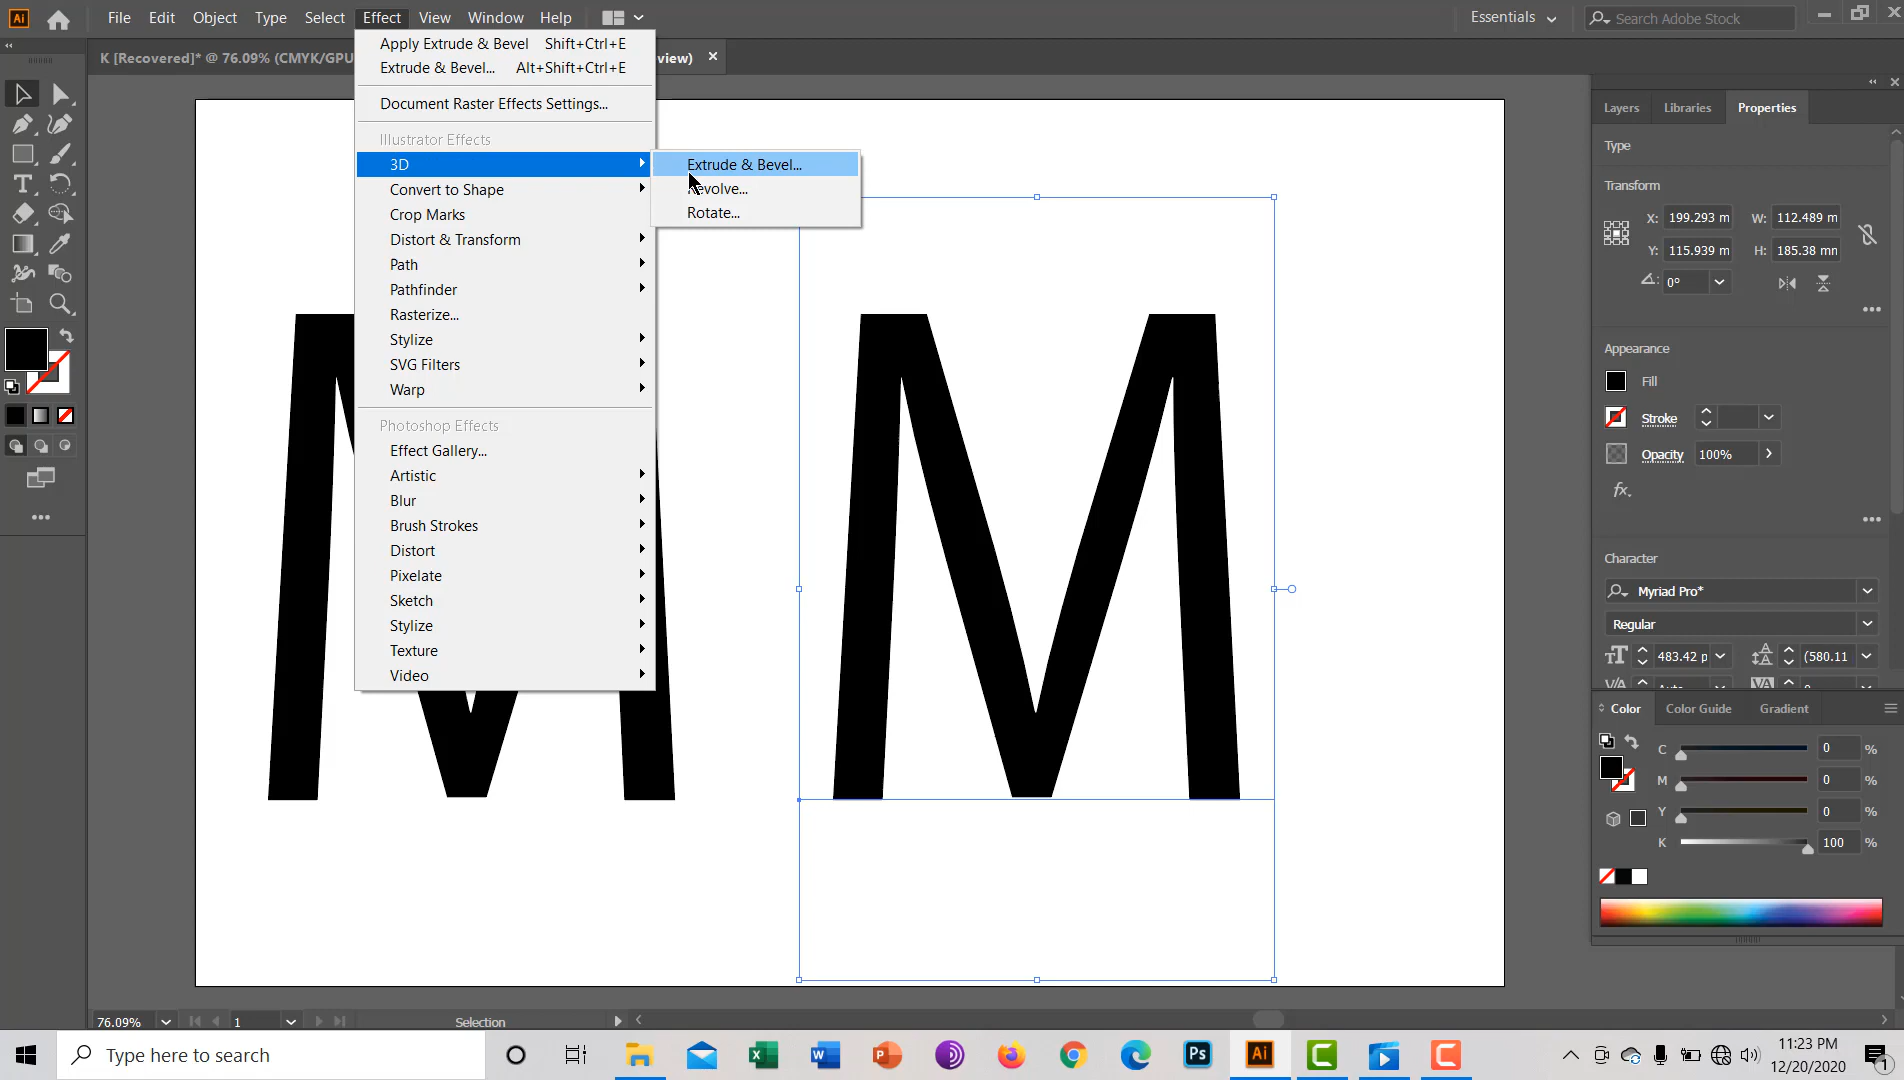 Ai File Edit Object Type Select Effect View Window Help Essentials Search Adobe Stock
K [Recovered]* @ 76.09% (CMYK/GPU view)
Apply Extrude & Bevel Shift+Ctrl+E
Extrude & Bevel... Alt+Shift+Ctrl+E
Document Raster Effects Settings...
Illustrator Effects
3D
Convert to Shape
Crop Marks
Distort & Transform
Path
Pathfinder
Rasterize...
Stylize
SVG Filters
Warp
Photoshop Effects
Effect Gallery...
Artistic
Blur
Brush Strokes
Distort
Pixelate
Sketch
Stylize
Texture
Video
Extrude & Bevel...
Revolve...
Rotate...
M M
Layers Libraries Properties
Type
Transform
X: 199.293 m W: 112.489 m
Y: 115.939 m H: 185.38 mn
0°
Appearance
Fill
Stroke
Opacity 100%
fx.
Character
Myriad Pro*
Regular
483.42 p (580.11
Color Color Guide Gradient
C 0 %
M 0 %
Y 0 %
K 100 %
76.09% 1 Selection
Type here to search
Ps Ai
11:23 PM
12/20/2020
1